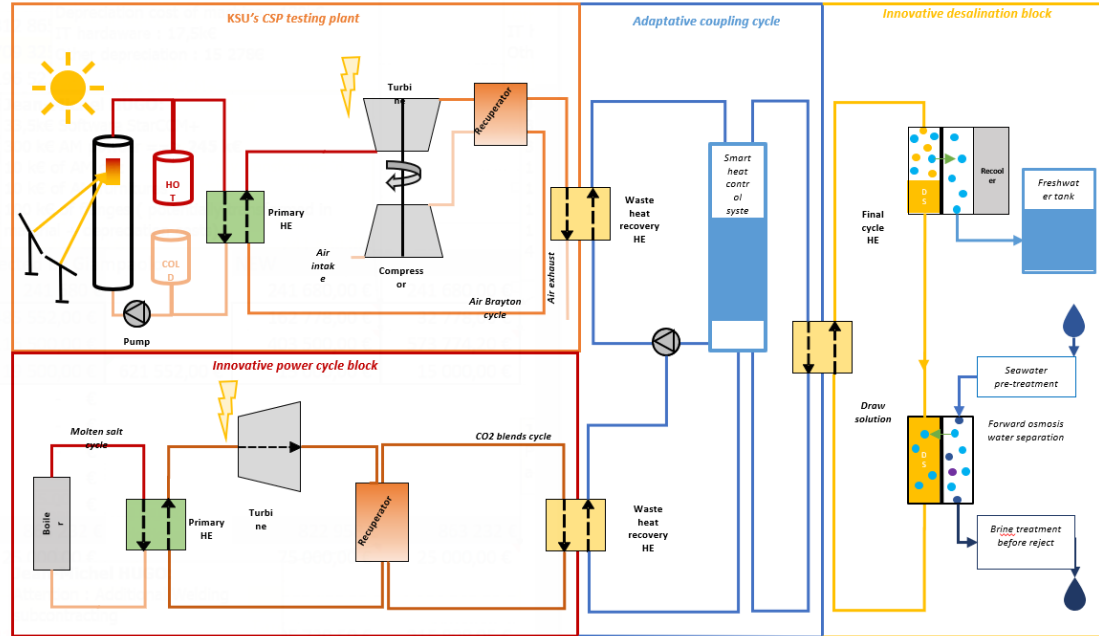 KSU's CSP testing plant
Adaptative coupling cycle
Innovative desalination block
Turbi
ne
Recuperator
HO
T
COL
D
Primary
HE
Pump
Air
intak
e
Compress
or
Air Brayton
cycle
Air exhaust
Waste
heat
recovery
HE
Smart
heat
contr
ol
syste
Final
cycle
HE
DS
Recool
er
Freshwat
er tank
Seawater
pre-treatment
Draw
solution
Forward osmosis
water separation
DS
Brine treatment
before reject
Innovative power cycle block
Molten salt
cycle
CO2 blends cycle
Boile
r
Primary
HE
Turbi
ne
Recuperator
Waste
heat
recovery
HE